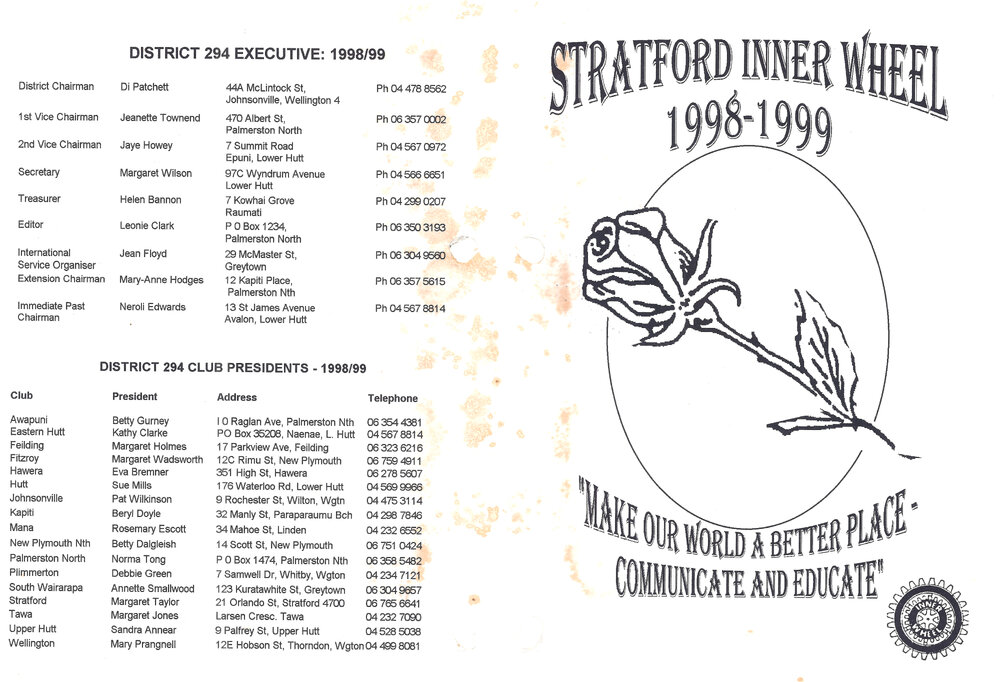 DISTRICT 294 EXECUTIVE: 1998/99
District Chairman Di Patchett 44A McLintock St, Ph 04 478 8562
Johnsonville, Wellington 4
1st Vice Chairman Jeanette Townend 470 Albert St, Ph 06 357 0002
Palmerston North
2nd Vice Chairman Jaye Howey 7 Summit Road Ph 04 567 0972
Epuni, Lower Hutt
Secretary Margaret Wilson 97C Wyndrum Avenue Ph 04 566 6651
Lower Hutt
Treasurer Helen Bannon 7 Kowhai Grove Ph 04 299 0207
Raumati
Editor Leonie Clark P O Box 1234, Ph 06 350 3193
Palmerston North
International Jean Floyd 29 McMaster St, Ph 06 304 9560
Service Organiser Greytown
Extension Chairman Mary-Anne Hodges 12 Kapiti Place, Ph 06 357 5615
Palmerston Nth
Immediate Past Neroli Edwards 13 St James Avenue Ph 04 567 8814
Chairman Avalon, Lower Hutt
DISTRICT 294 CLUB PRESIDENTS - 1998/99
Club President Address Telephone
Awapuni Betty Gurney I 0 Raglan Ave, Palmerston Nth 06 354 4381
Eastern Hutt Kathy Clarke PO Box 35208, Naenae, L. Hutt 04 567 8814
Feilding Margaret Holmes 17 Parkview Ave, Feilding 06 323 6216
Fitzroy Margaret Wadsworth 12C Rimu St, New Plymouth 06 759 4911
Hawera Eva Bremner 351 High St, Hawera 06 278 5607
Hutt Sue Mills 176 Waterloo Rd, Lower Hutt 04 569 9966
Johnsonville Pat Wilkinson 9 Rochester St, Wilton, Wgtn 04 475 3114
Kapiti Beryl Doyle 32 Manly St, Paraparaumu Bch 04 298 7846
Mana Rosemary Escott 34 Mahoe St, Linden 04 232 6552
New Plymouth Nth Betty Dalgleish 14 Scott St, New Plymouth 06 751 0424
Palmerston North Norma Tong P 0 Box 1474, Palmerston Nth 06 358 5482
Plimmerton Debbie Green 7 Samwell Dr, Whitby, Wgton 04 234 7121
South Wairarapa Annette Smallwood 123 Kuratawhite St, Greytown 06 304 9657
Stratford Margaret Taylor 21 Orlando St, Stratford 4700 06 765 6641
Tawa Margaret Jones Larsen Cresc. Tawa 04 232 7090
Upper Hutt Sandra Annear 9 Palfrey St, Upper Hutt 04 528 5038
Wellington Mary Prangnell 12E Hobson St, Thorndon, Wgton 04 499 8081
STRATFORD INNER WHEEL
1998-1999
"MAKE OUR WORLD A BETTER PLACE -
COMMUNICATE AND EDUCATE"
INNER
WHEEL